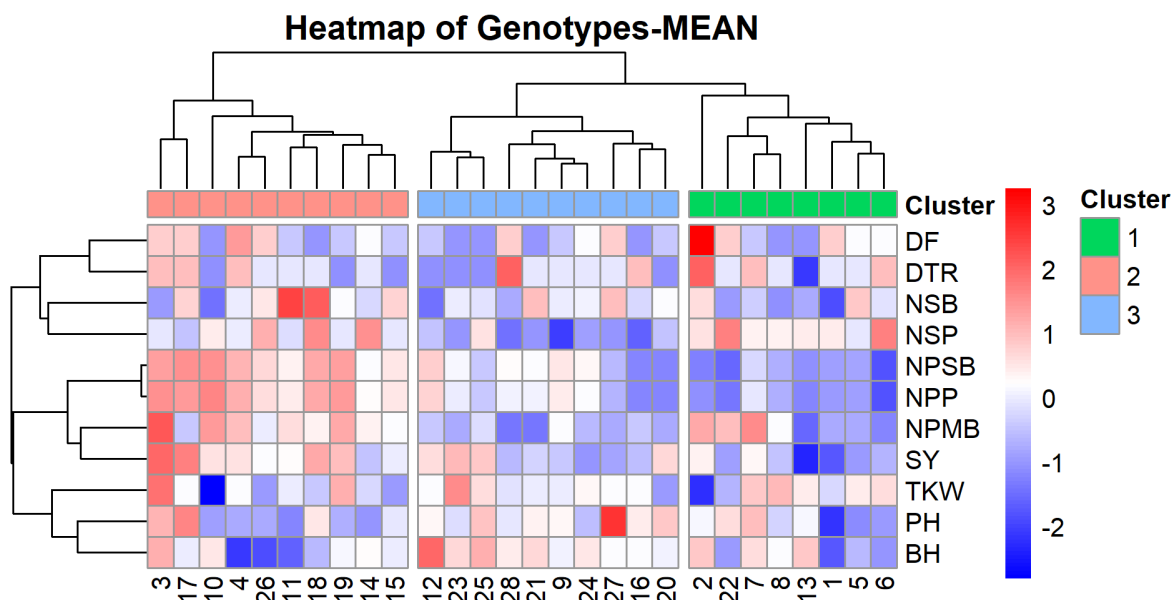 Heatmap of Genotypes-MEAN
Cluster
DF
DTR
NSB
NSP
NPSB
NPP
NPMB
SY
TKW
PH
BH
3 17 10 4 26 11 18 19 14 15 12 23 25 28 21 9 24 27 16 20 2 22 7 8 13 1 5 6
3
2
1
0
-1
-2
Cluster
1
2
3